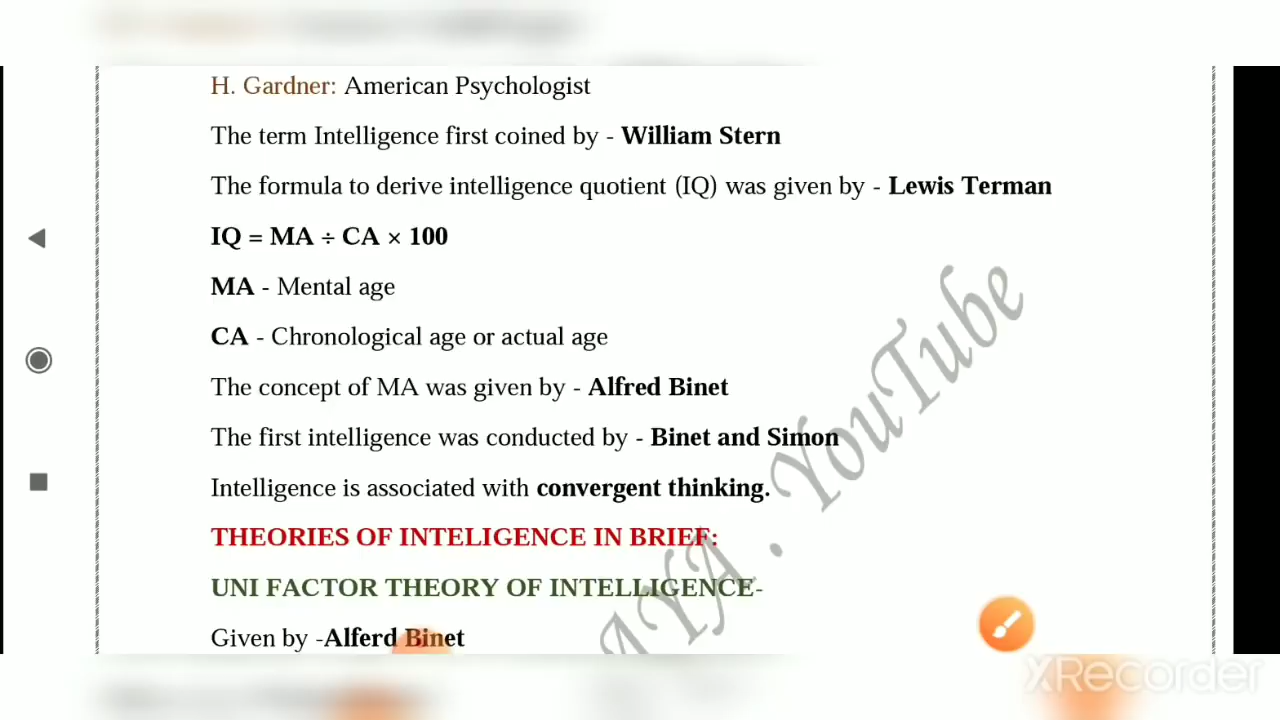 H. Gardner: American Psychologist
The term Intelligence first coined by - William Stern
The formula to derive intelligence quotient (IQ) was given by - Lewis Terman
IQ = MA ÷ CA × 100
MA - Mental age
CA - Chronological age or actual age
The concept of MA was given by - Alfred Binet
The first intelligence was conducted by - Binet and Simon
Intelligence is associated with convergent thinking.
THEORIES OF INTELIGENCE IN BRIEF:
UNI FACTOR THEORY OF INTELLIGENCE-
Given by -Alferd Binet
. YouTube
XRecorder